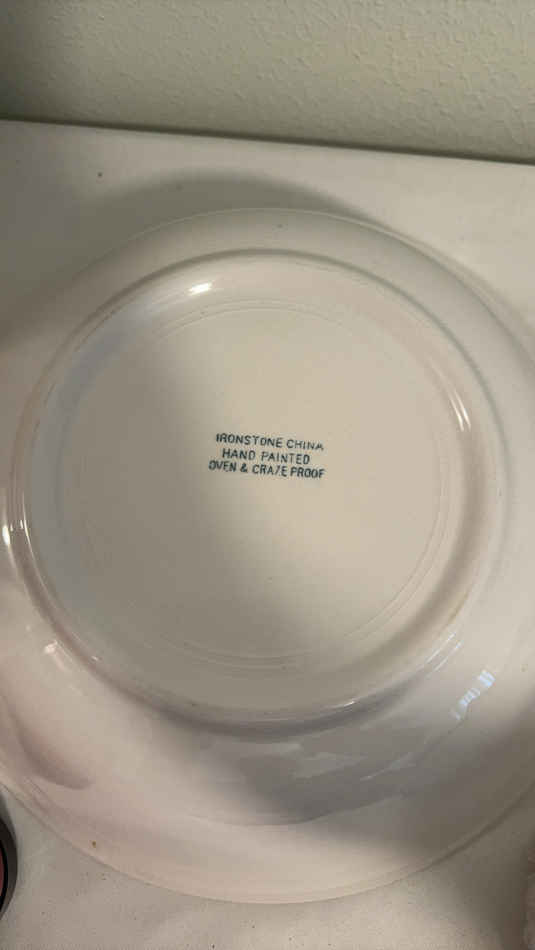 IRONSTONE CHINA
HAND PAINTED
OVEN & CRAZE PROOF